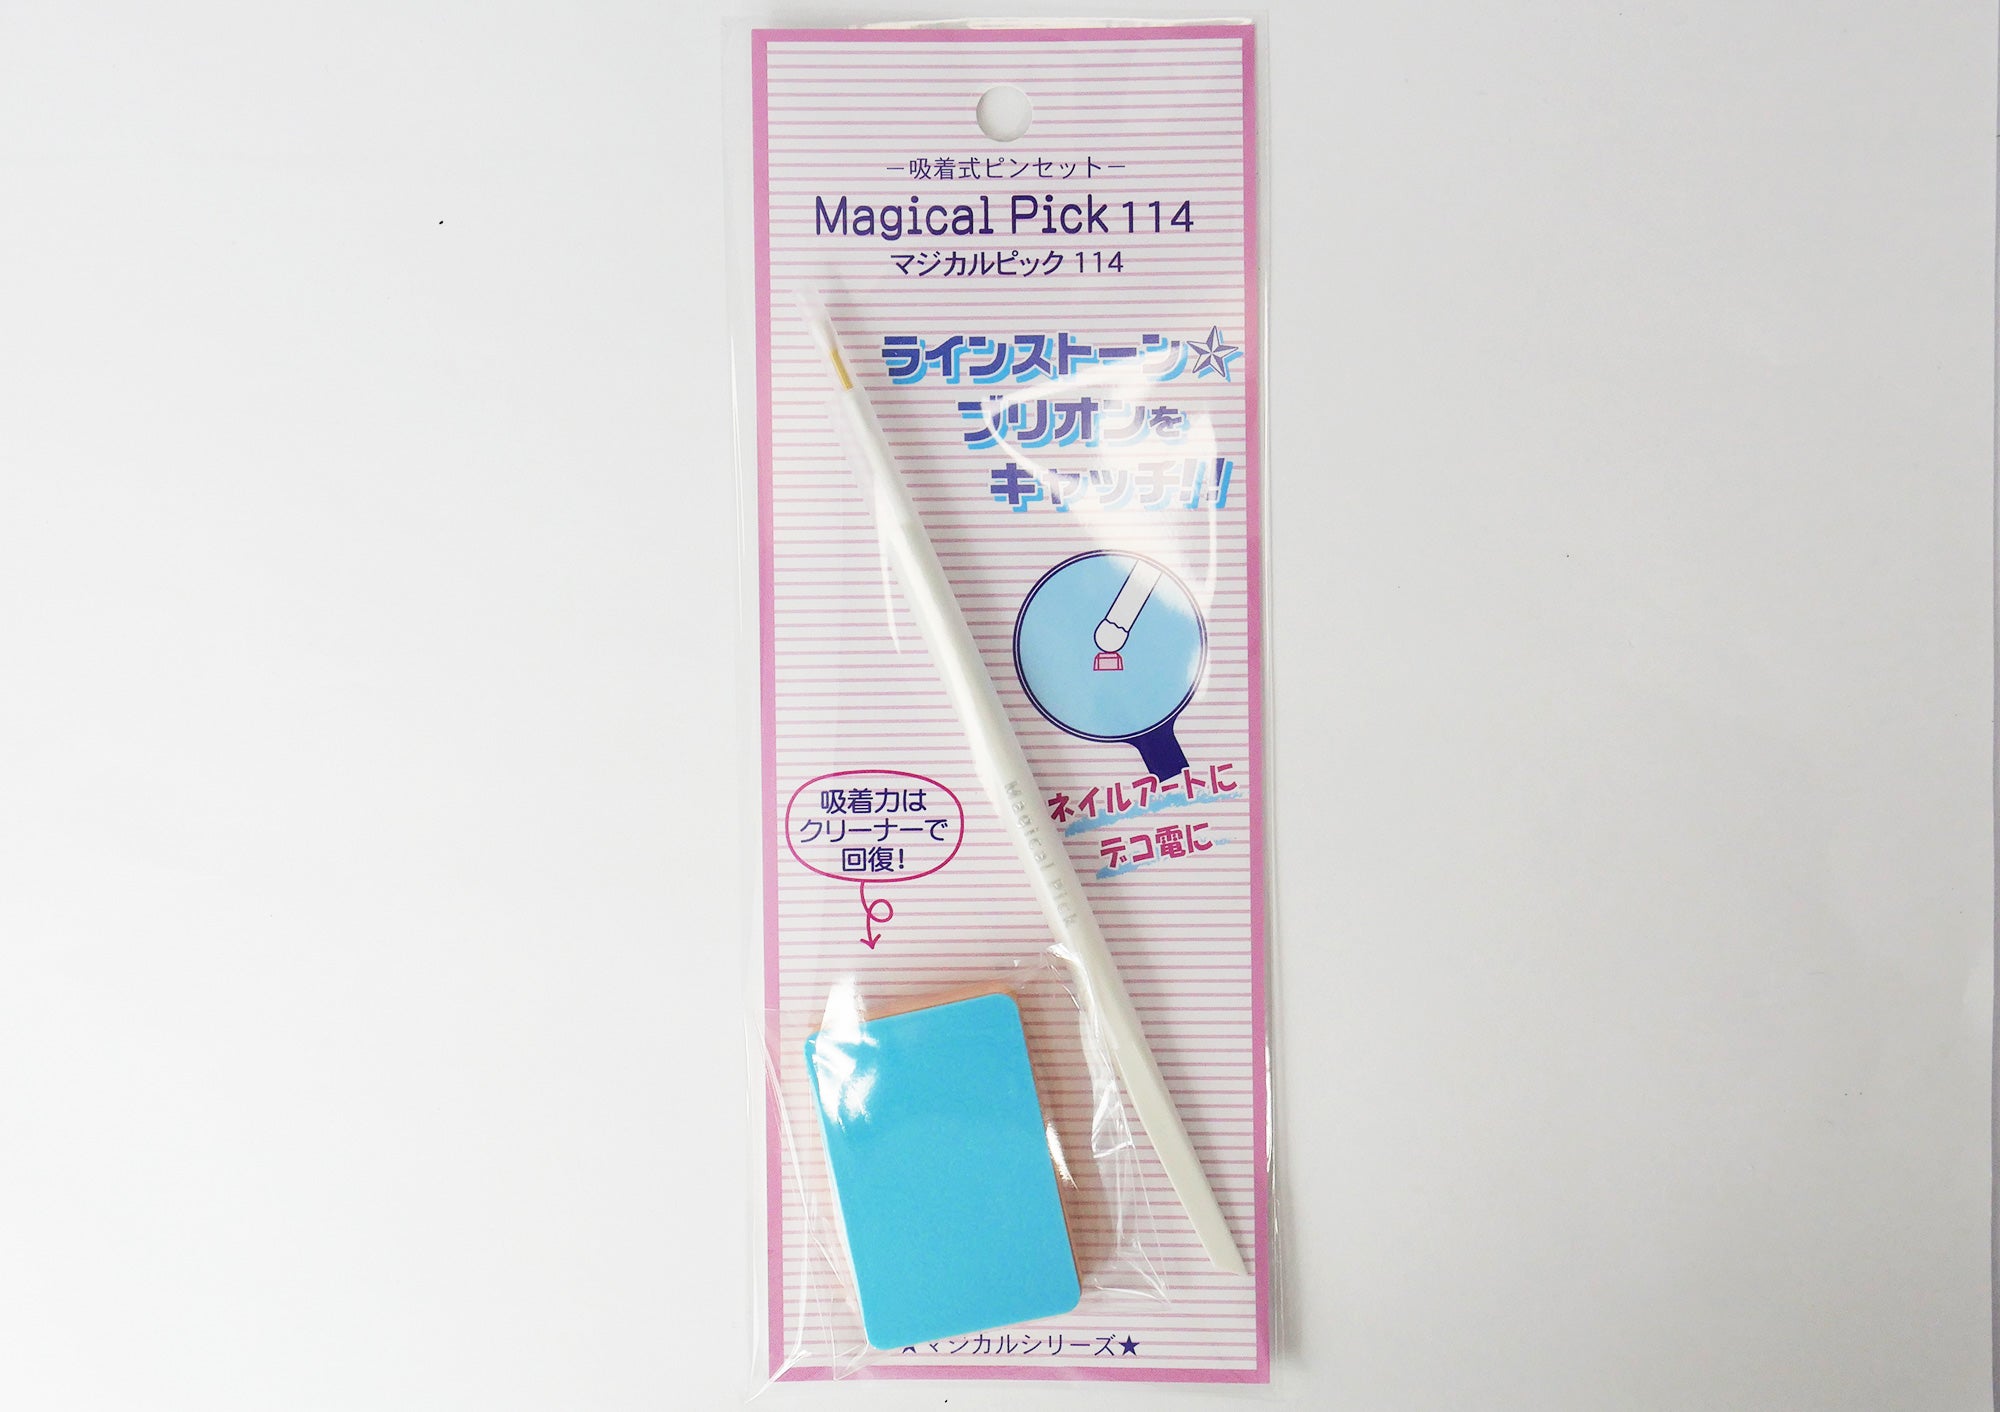 ー吸着式ピンセットー
Magical Pick 114
マジカルピック 114
ラインストーン☆
ブリオンを
キャッチ!!
ネイルアートに
デコ電に
吸着力は
クリーナーで
回復!
Magical Pick
★マジカルシリーズ★